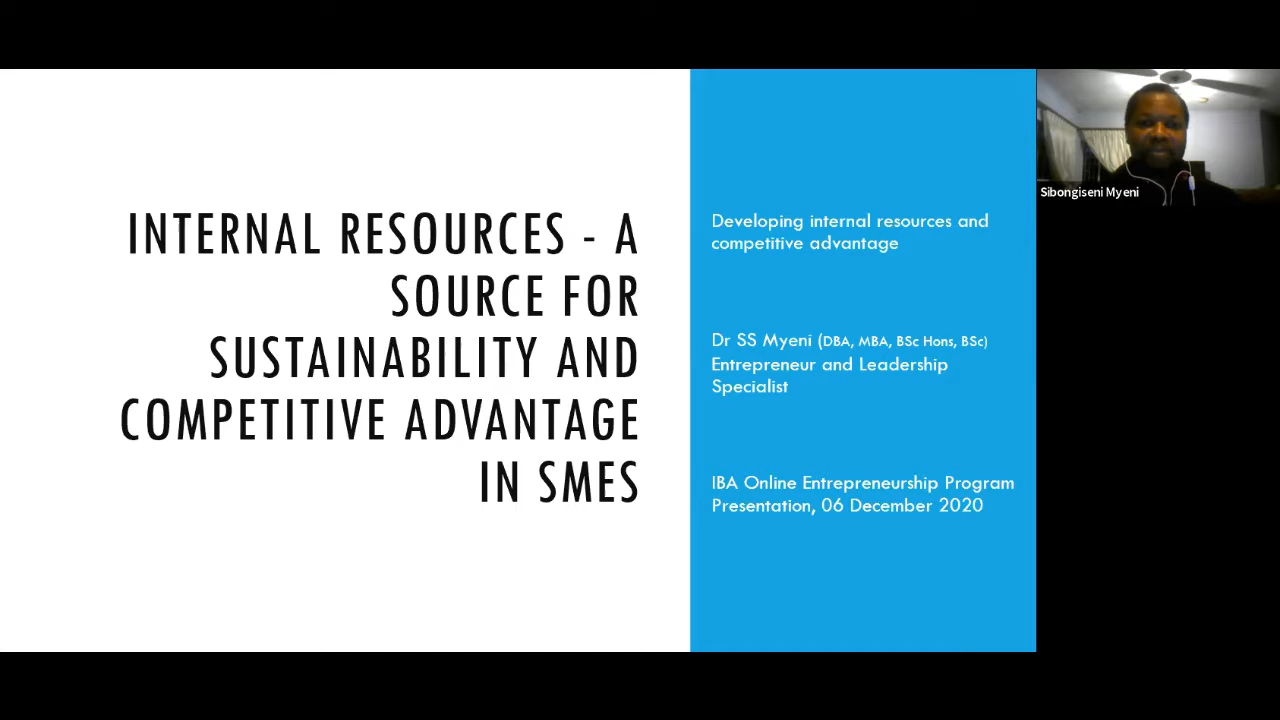 INTERNAL RESOURCES - A
SOURCE FOR
SUSTAINABILITY AND
COMPETITIVE ADVANTAGE
IN SMES
Developing internal resources and
competitive advantage
Dr SS Myeni (DBA, MBA, BSc Hons, BSc)
Entrepreneur and Leadership
Specialist
IBA Online Entrepreneurship Program
Presentation, 06 December 2020
Sibongiseni Myeni